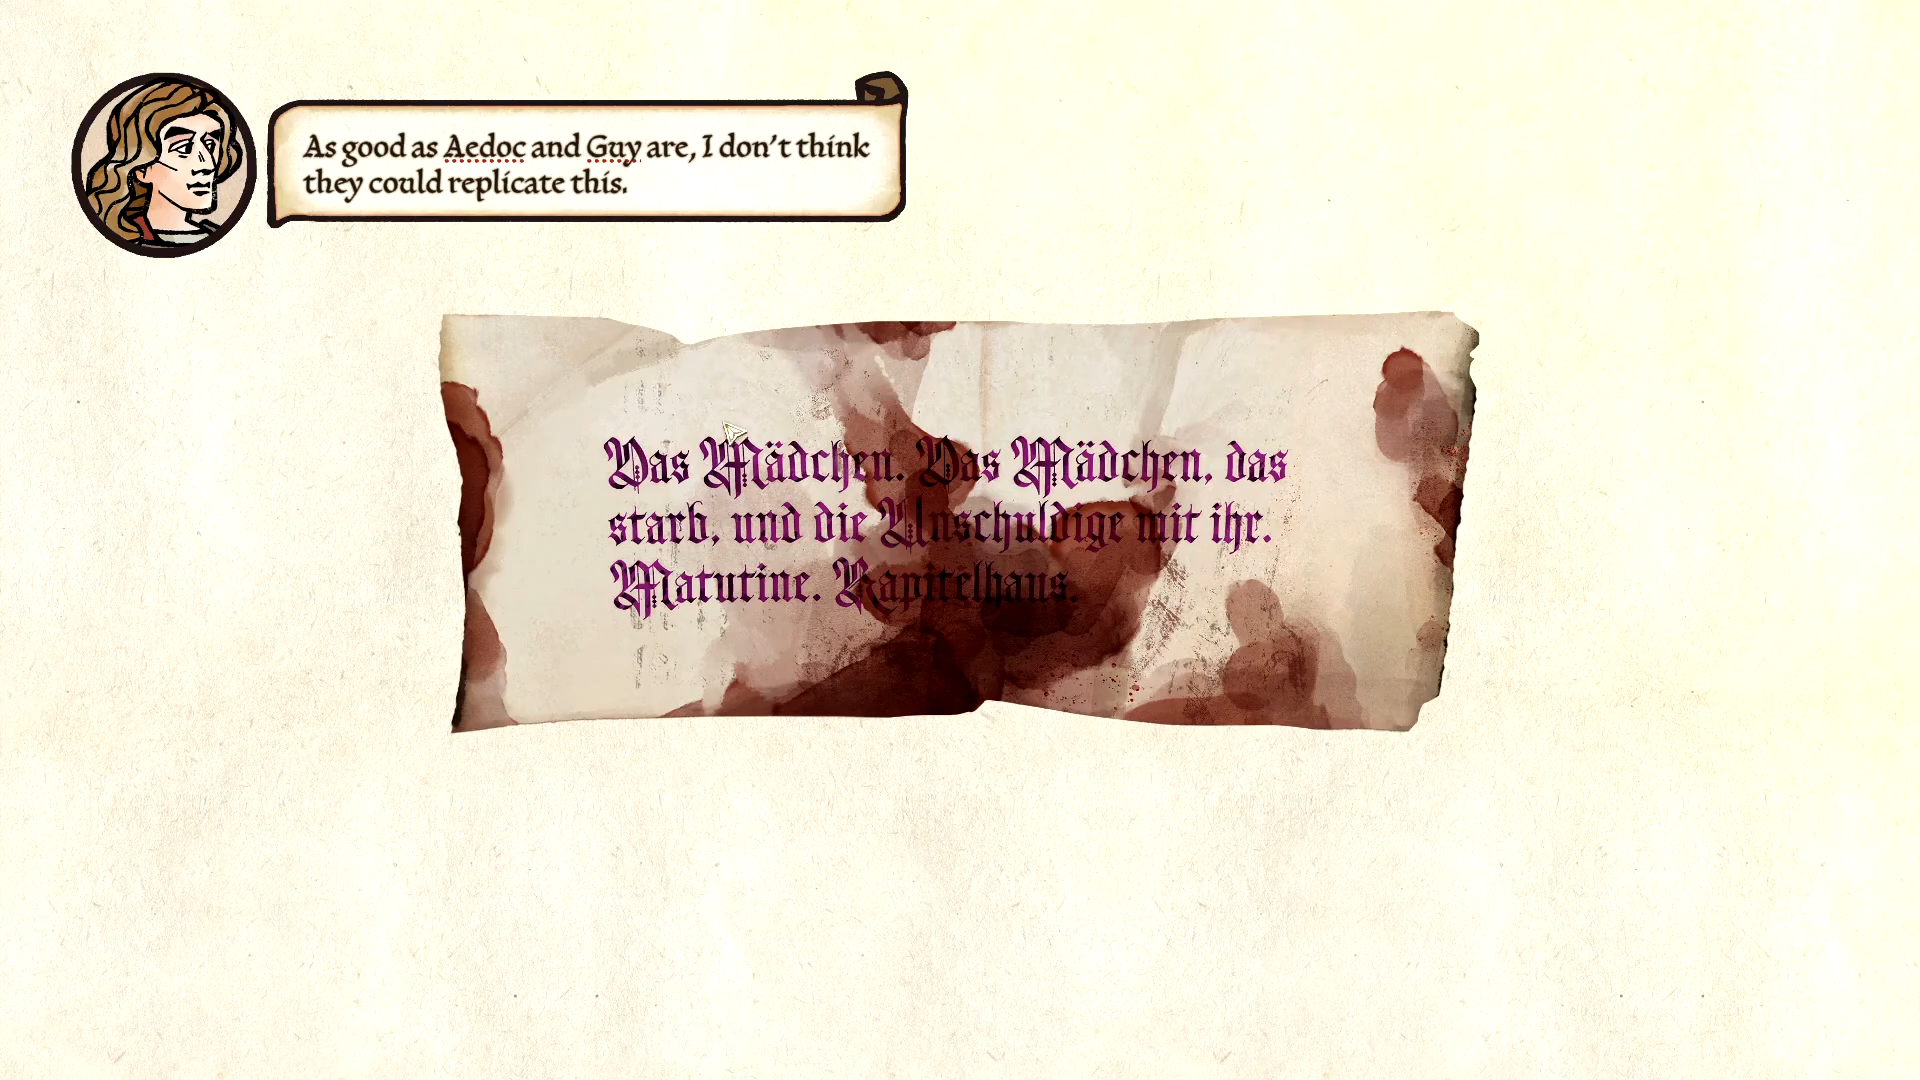 As good as Aedoc and Guy are, I don't think
they could replicate this.
Das Mädchen. Das Mädchen, das
starb, und die Unschuldige mit ihr.
Matutine. Kapitelhaus.